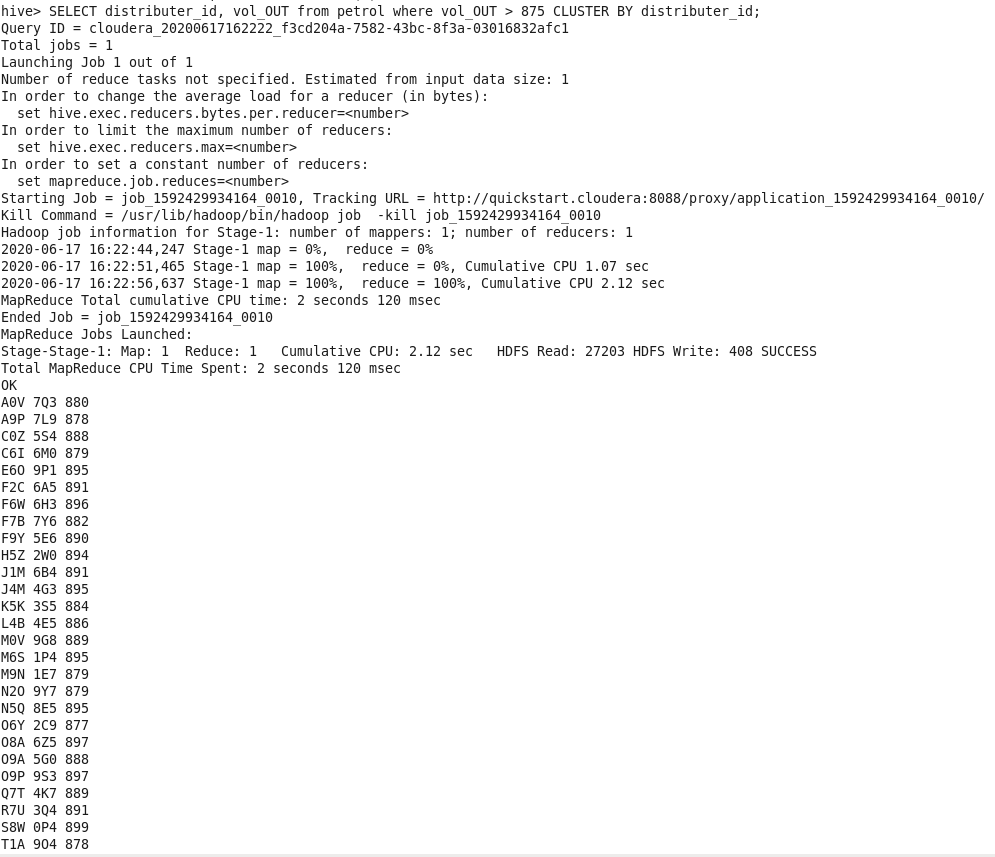 hive> SELECT distributer_id, vol_OUT from petrol where vol_OUT > 875 CLUSTER BY distributer_id;
Query ID = cloudera_20200617162222_f3cd204a-7582-43bc-8f3a-03016832afc1
Total jobs = 1
Launching Job 1 out of 1
Number of reduce tasks not specified. Estimated from input data size: 1
In order to change the average load for a reducer (in bytes):
  set hive.exec.reducers.bytes.per.reducer=<number>
In order to limit the maximum number of reducers:
  set hive.exec.reducers.max=<number>
In order to set a constant number of reducers:
  set mapreduce.job.reduces=<number>
Starting Job = job_1592429934164_0010, Tracking URL = http://quickstart.cloudera:8088/proxy/application_1592429934164_0010/
Kill Command = /usr/lib/hadoop/bin/hadoop job  -kill job_1592429934164_0010
Hadoop job information for Stage-1: number of mappers: 1; number of reducers: 1
2020-06-17 16:22:44,247 Stage-1 map = 0%,  reduce = 0%
2020-06-17 16:22:51,465 Stage-1 map = 100%,  reduce = 0%, Cumulative CPU 1.07 sec
2020-06-17 16:22:56,637 Stage-1 map = 100%,  reduce = 100%, Cumulative CPU 2.12 sec
MapReduce Total cumulative CPU time: 2 seconds 120 msec
Ended Job = job_1592429934164_0010
MapReduce Jobs Launched:
Stage-Stage-1: Map: 1  Reduce: 1   Cumulative CPU: 2.12 sec   HDFS Read: 27203 HDFS Write: 408 SUCCESS
Total MapReduce CPU Time Spent: 2 seconds 120 msec
OK
A0V 7Q3 880
A9P 7L9 878
C0Z 5S4 888
C6I 6M0 879
E6O 9P1 895
F2C 6A5 891
F6W 6H3 896
F7B 7Y6 882
F9Y 5E6 890
H5Z 2W0 894
J1M 6B4 891
J4M 4G3 895
K5K 3S5 884
L4B 4E5 886
M0V 9G8 889
M6S 1P4 895
M9N 1E7 879
N2O 9Y7 879
N5Q 8E5 895
O6Y 2C9 877
O8A 6Z5 897
O9A 5G0 888
O9P 9S3 897
Q7T 4K7 889
R7U 3Q4 891
S8W 0P4 899
T1A 9O4 878